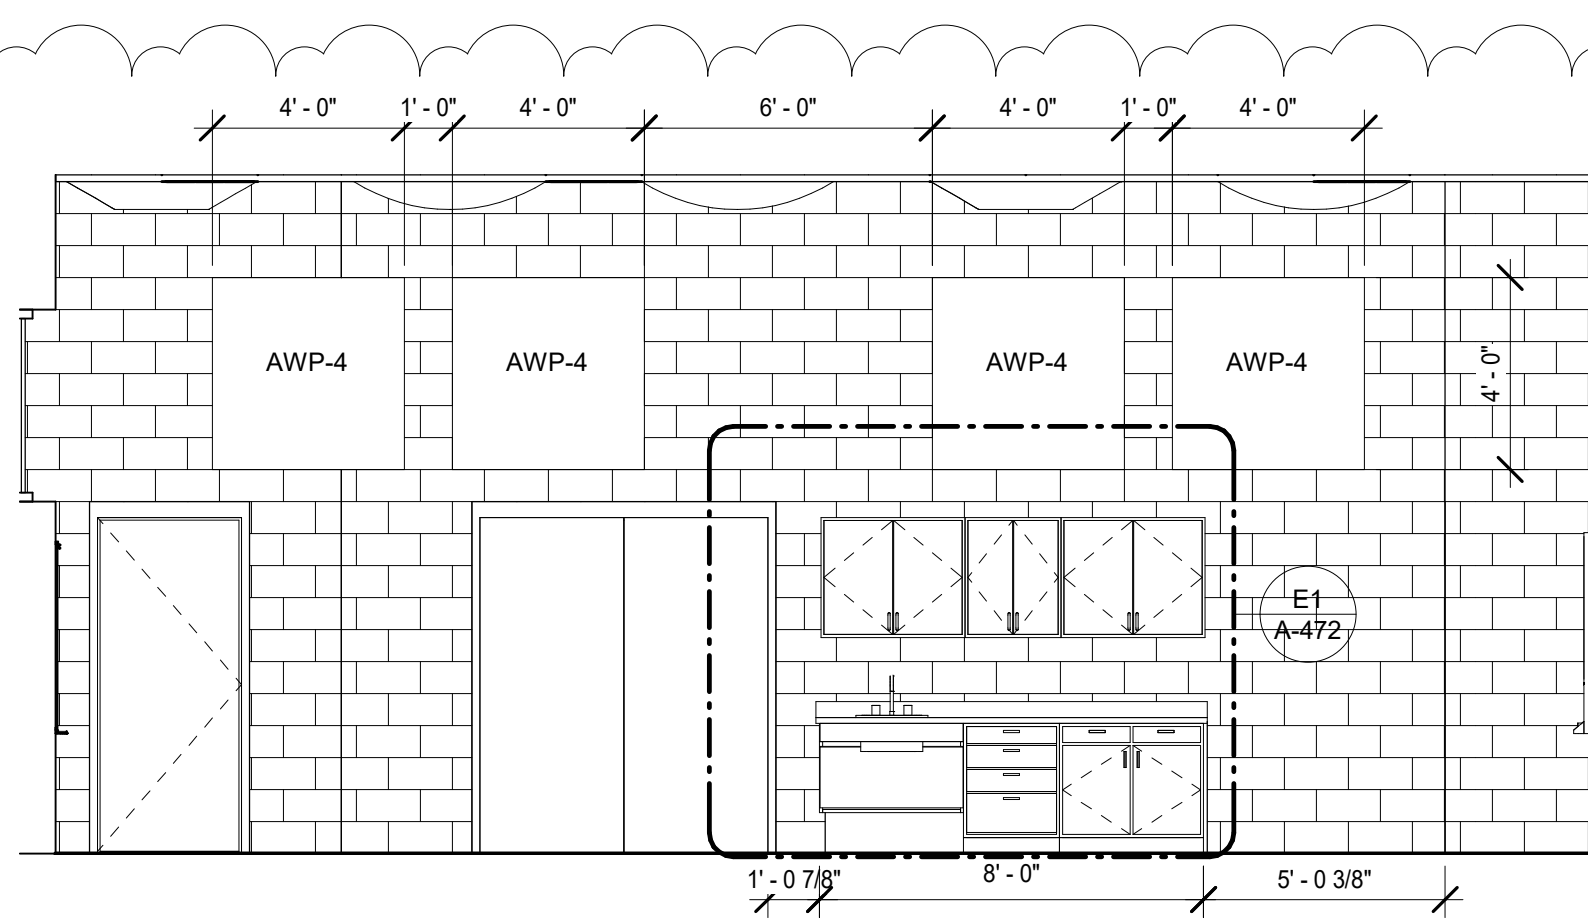 4' - 0" 1' - 0" 4' - 0" 6' - 0" 4' - 0" 1' - 0" 4' - 0"
AWP-4 AWP-4 AWP-4 AWP-4
4' - 0"
E1
A-472
1' - 0 7/8" 8' - 0" 5' - 0 3/8"